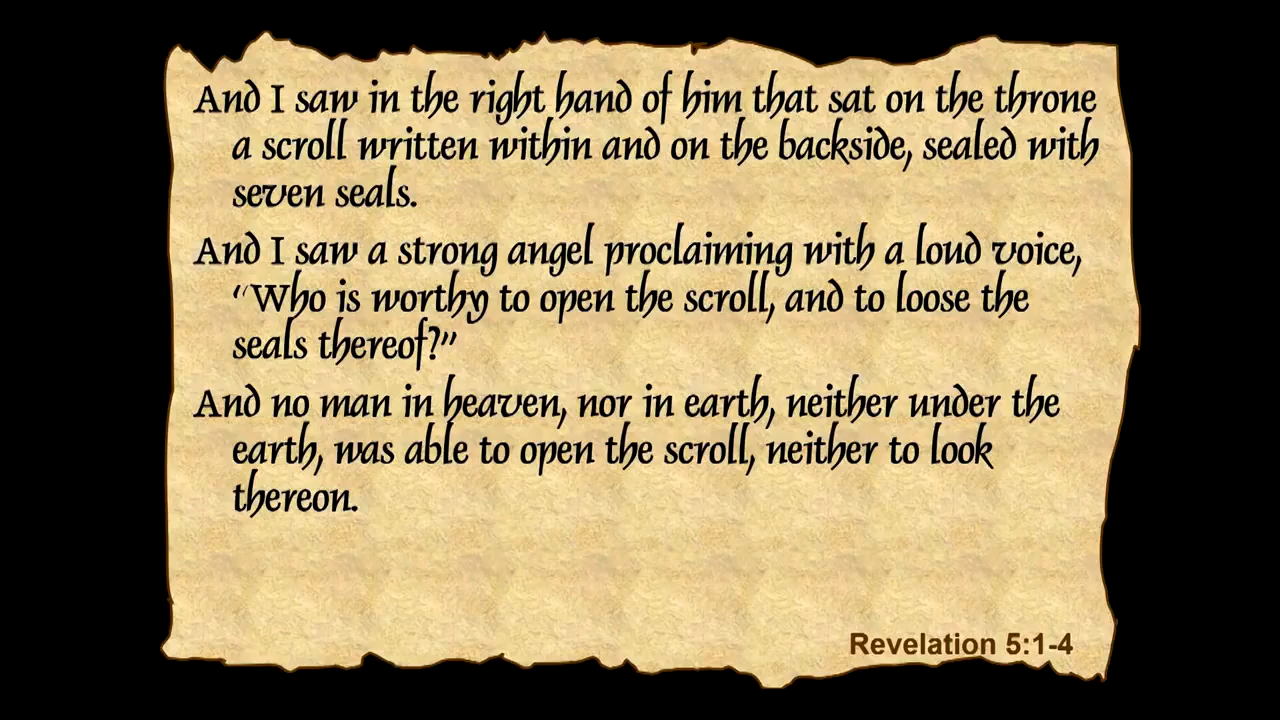 And I saw in the right hand of him that sat on the throne
a scroll written within and on the backside, sealed with
seven seals.
And I saw a strong angel proclaiming with a loud voice,
“Who is worthy to open the scroll, and to loose the
seals thereof?”
And no man in heaven, nor in earth, neither under the
earth, was able to open the scroll, neither to look
thereon.
Revelation 5:1-4